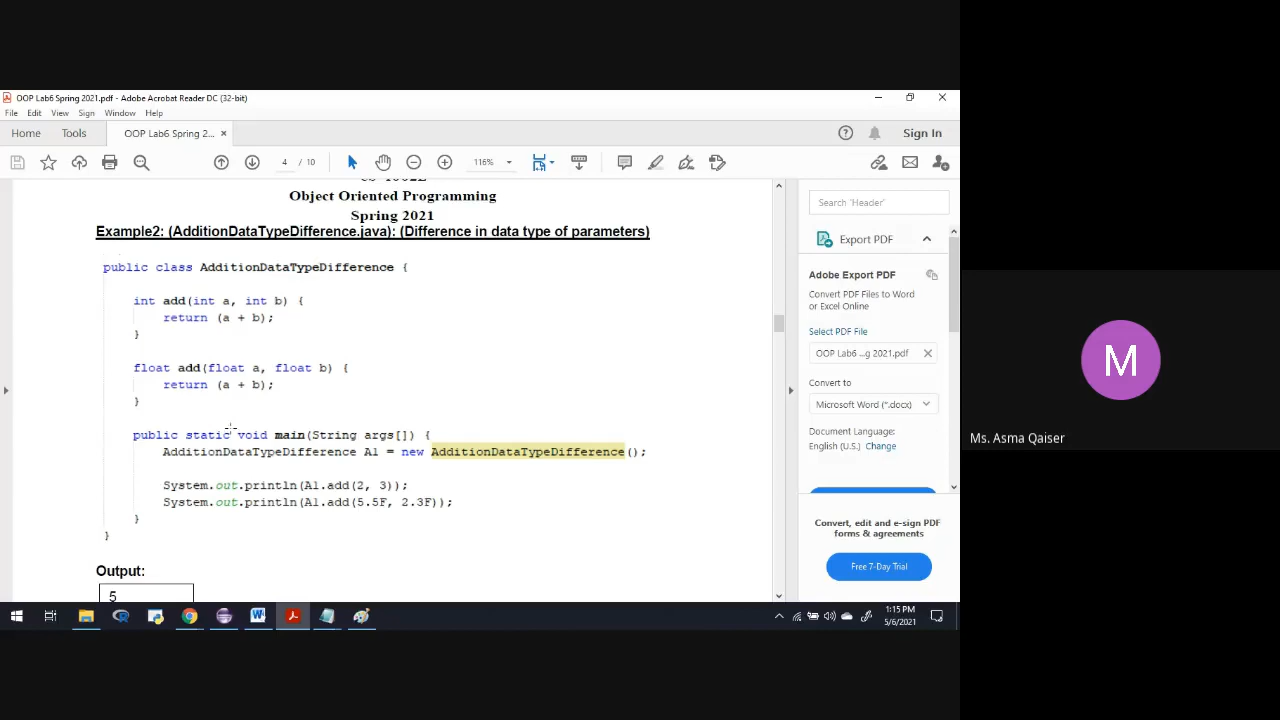 OOP Lab6 Spring 2021.pdf - Adobe Acrobat Reader DC (32-bit)
File Edit View Sign Window Help
Home Tools OOP Lab6 Spring 2... × Sign In
4 / 10 116%
Object Oriented Programming
Spring 2021
Example2: (AdditionDataTypeDifference.java): (Difference in data type of parameters)
public class AdditionDataTypeDifference {
int add(int a, int b) {
return (a + b);
}
float add(float a, float b) {
return (a + b);
}
public static void main(String args[]) {
AdditionDataTypeDifference A1 = new AdditionDataTypeDifference();
System.out.println(A1.add(2, 3));
System.out.println(A1.add(5.5F, 2.3F));
}
}
Output:
5
Search 'Header'
Export PDF
Adobe Export PDF
Convert PDF Files to Word
or Excel Online
Select PDF File
OOP Lab6 ...g 2021.pdf
Convert to
Microsoft Word (*.docx)
Document Language:
English (U.S.) Change
Convert, edit and e-sign PDF
forms & agreements
Free 7-Day Trial
1:15 PM
5/6/2021
M
Ms. Asma Qaiser